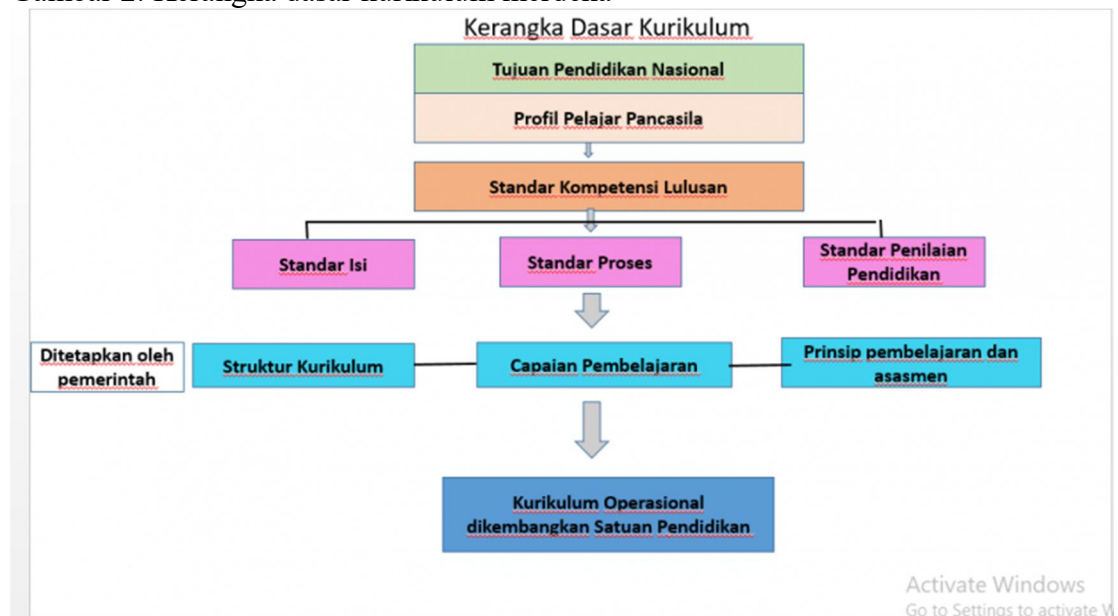 Kerangka Dasar Kurikulum
Tujuan Pendidikan Nasional
Profil Pelajar Pancasila
Standar Kompetensi Lulusan
Standar Isi
Standar Proses
Standar Penilaian
Pendidikan
Ditetapkan oleh
pemerintah
Struktur Kurikulum
Capaian Pembelajaran
Prinsip pembelajaran dan
asasmen
Kurikulum Operasional
dikembangkan Satuan Pendidikan
Activate Windows
Go to Settings to activate